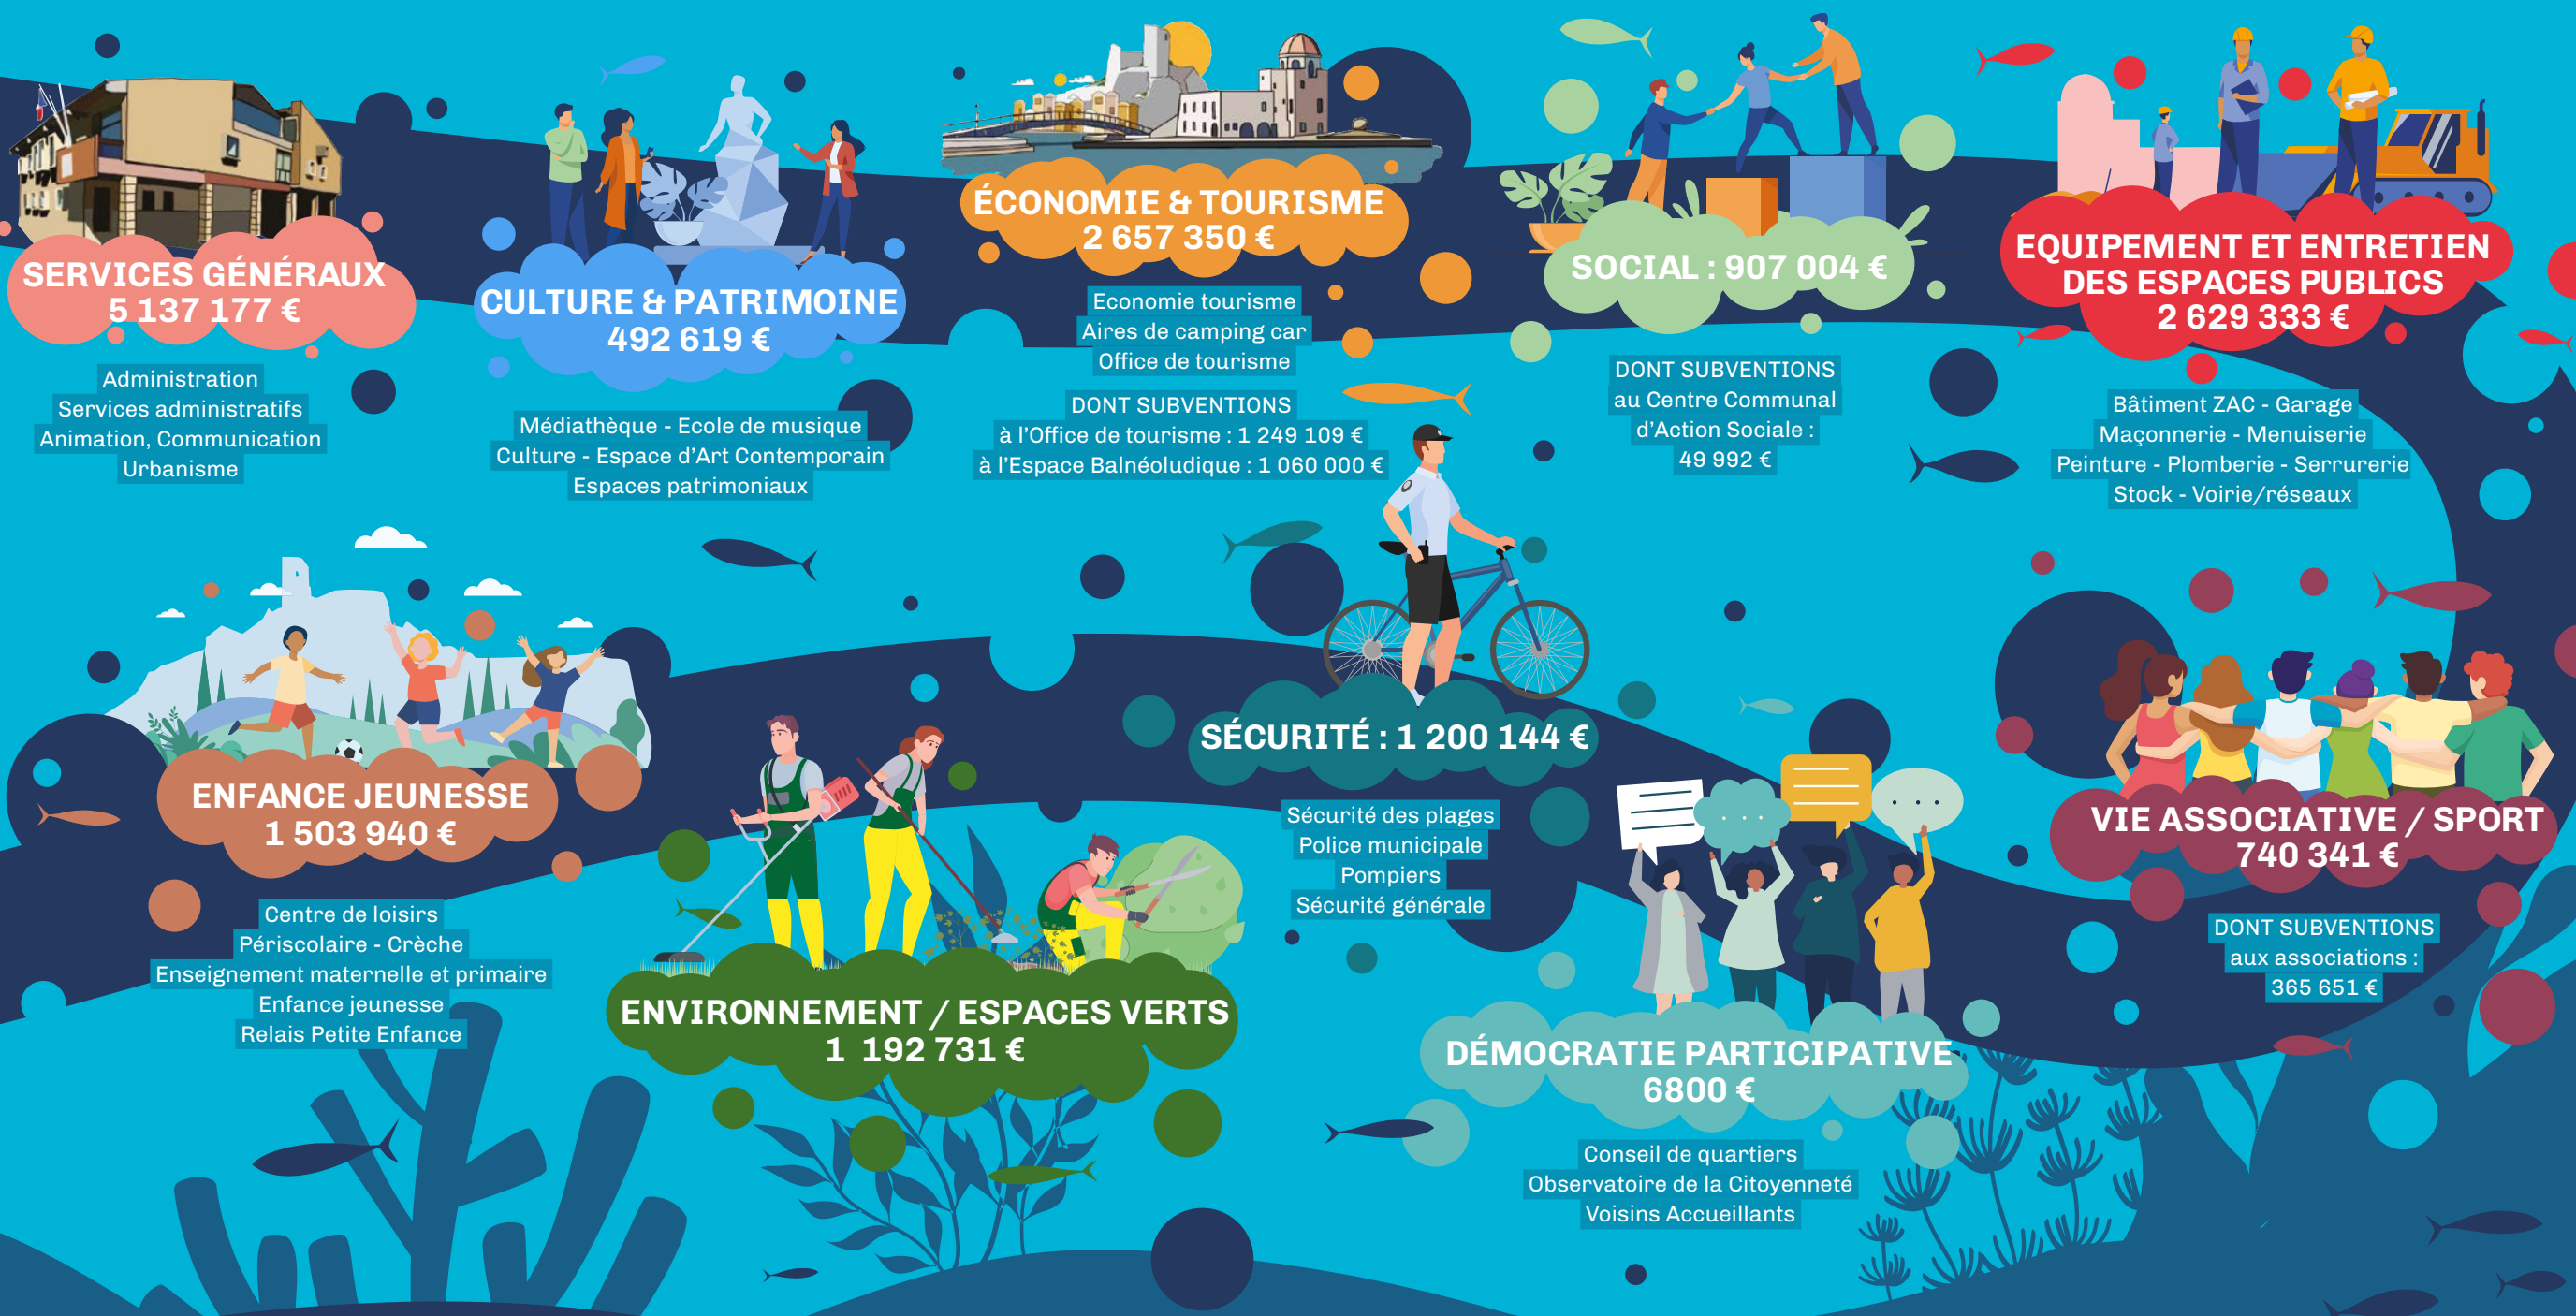 SERVICES GÉNÉRAUX
5 137 177 €
Administration
Services administratifs
Animation, Communication
Urbanisme
CULTURE & PATRIMOINE
492 619 €
Médiathèque - Ecole de musique
Culture - Espace d'Art Contemporain
Espaces patrimoniaux
ÉCONOMIE & TOURISME
2 657 350 €
Economie tourisme
Aires de camping car
Office de tourisme
DONT SUBVENTIONS
à l'Office de tourisme : 1 249 109 €
à l'Espace Balnéoludique : 1 060 000 €
SOCIAL : 907 004 €
DONT SUBVENTIONS
au Centre Communal
d'Action Sociale :
49 992 €
EQUIPEMENT ET ENTRETIEN
DES ESPACES PUBLICS
2 629 333 €
Bâtiment ZAC - Garage
Maçonnerie - Menuiserie
Peinture - Plomberie - Serrurerie
Stock - Voirie/réseaux
ENFANCE JEUNESSE
1 503 940 €
Centre de loisirs
Périscolaire - Crèche
Enseignement maternelle et primaire
Enfance jeunesse
Relais Petite Enfance
ENVIRONNEMENT / ESPACES VERTS
1 192 731 €
SÉCURITÉ : 1 200 144 €
Sécurité des plages
Police municipale
Pompiers
Sécurité générale
DÉMOCRATIE PARTICIPATIVE
6800 €
Conseil de quartiers
Observatoire de la Citoyenneté
Voisins Accueillants
VIE ASSOCIATIVE / SPORT
740 341 €
DONT SUBVENTIONS
aux associations :
365 651 €